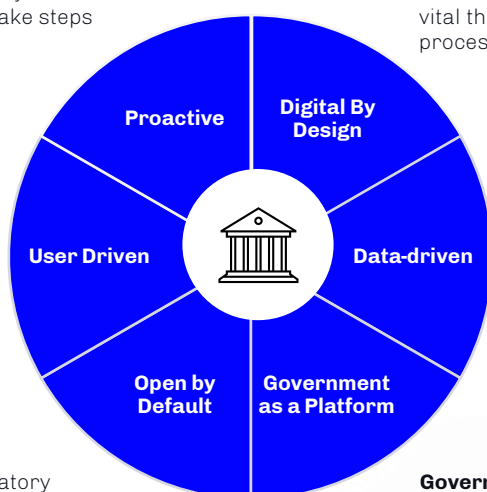 ake steps
vital th
proces
Proactive
Digital By
Design
User Driven
Data-driven
Open by
Default
Government
as a Platform
atory
Govern